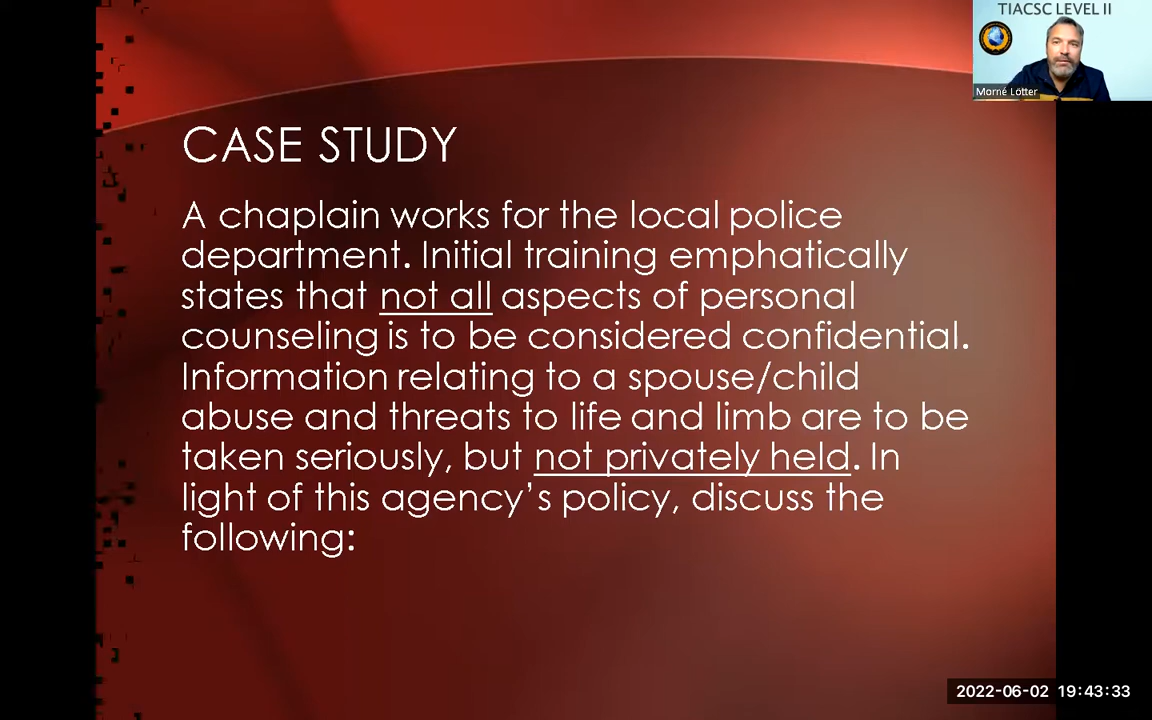 TIACSC LEVEL II
Morné Lötter
CASE STUDY
A chaplain works for the local police
department. Initial training emphatically
states that not all aspects of personal
counseling is to be considered confidential.
Information relating to a spouse/child
abuse and threats to life and limb are to be
taken seriously, but not privately held. In
light of this agency’s policy, discuss the
following:
2022-06-02 19:43:33